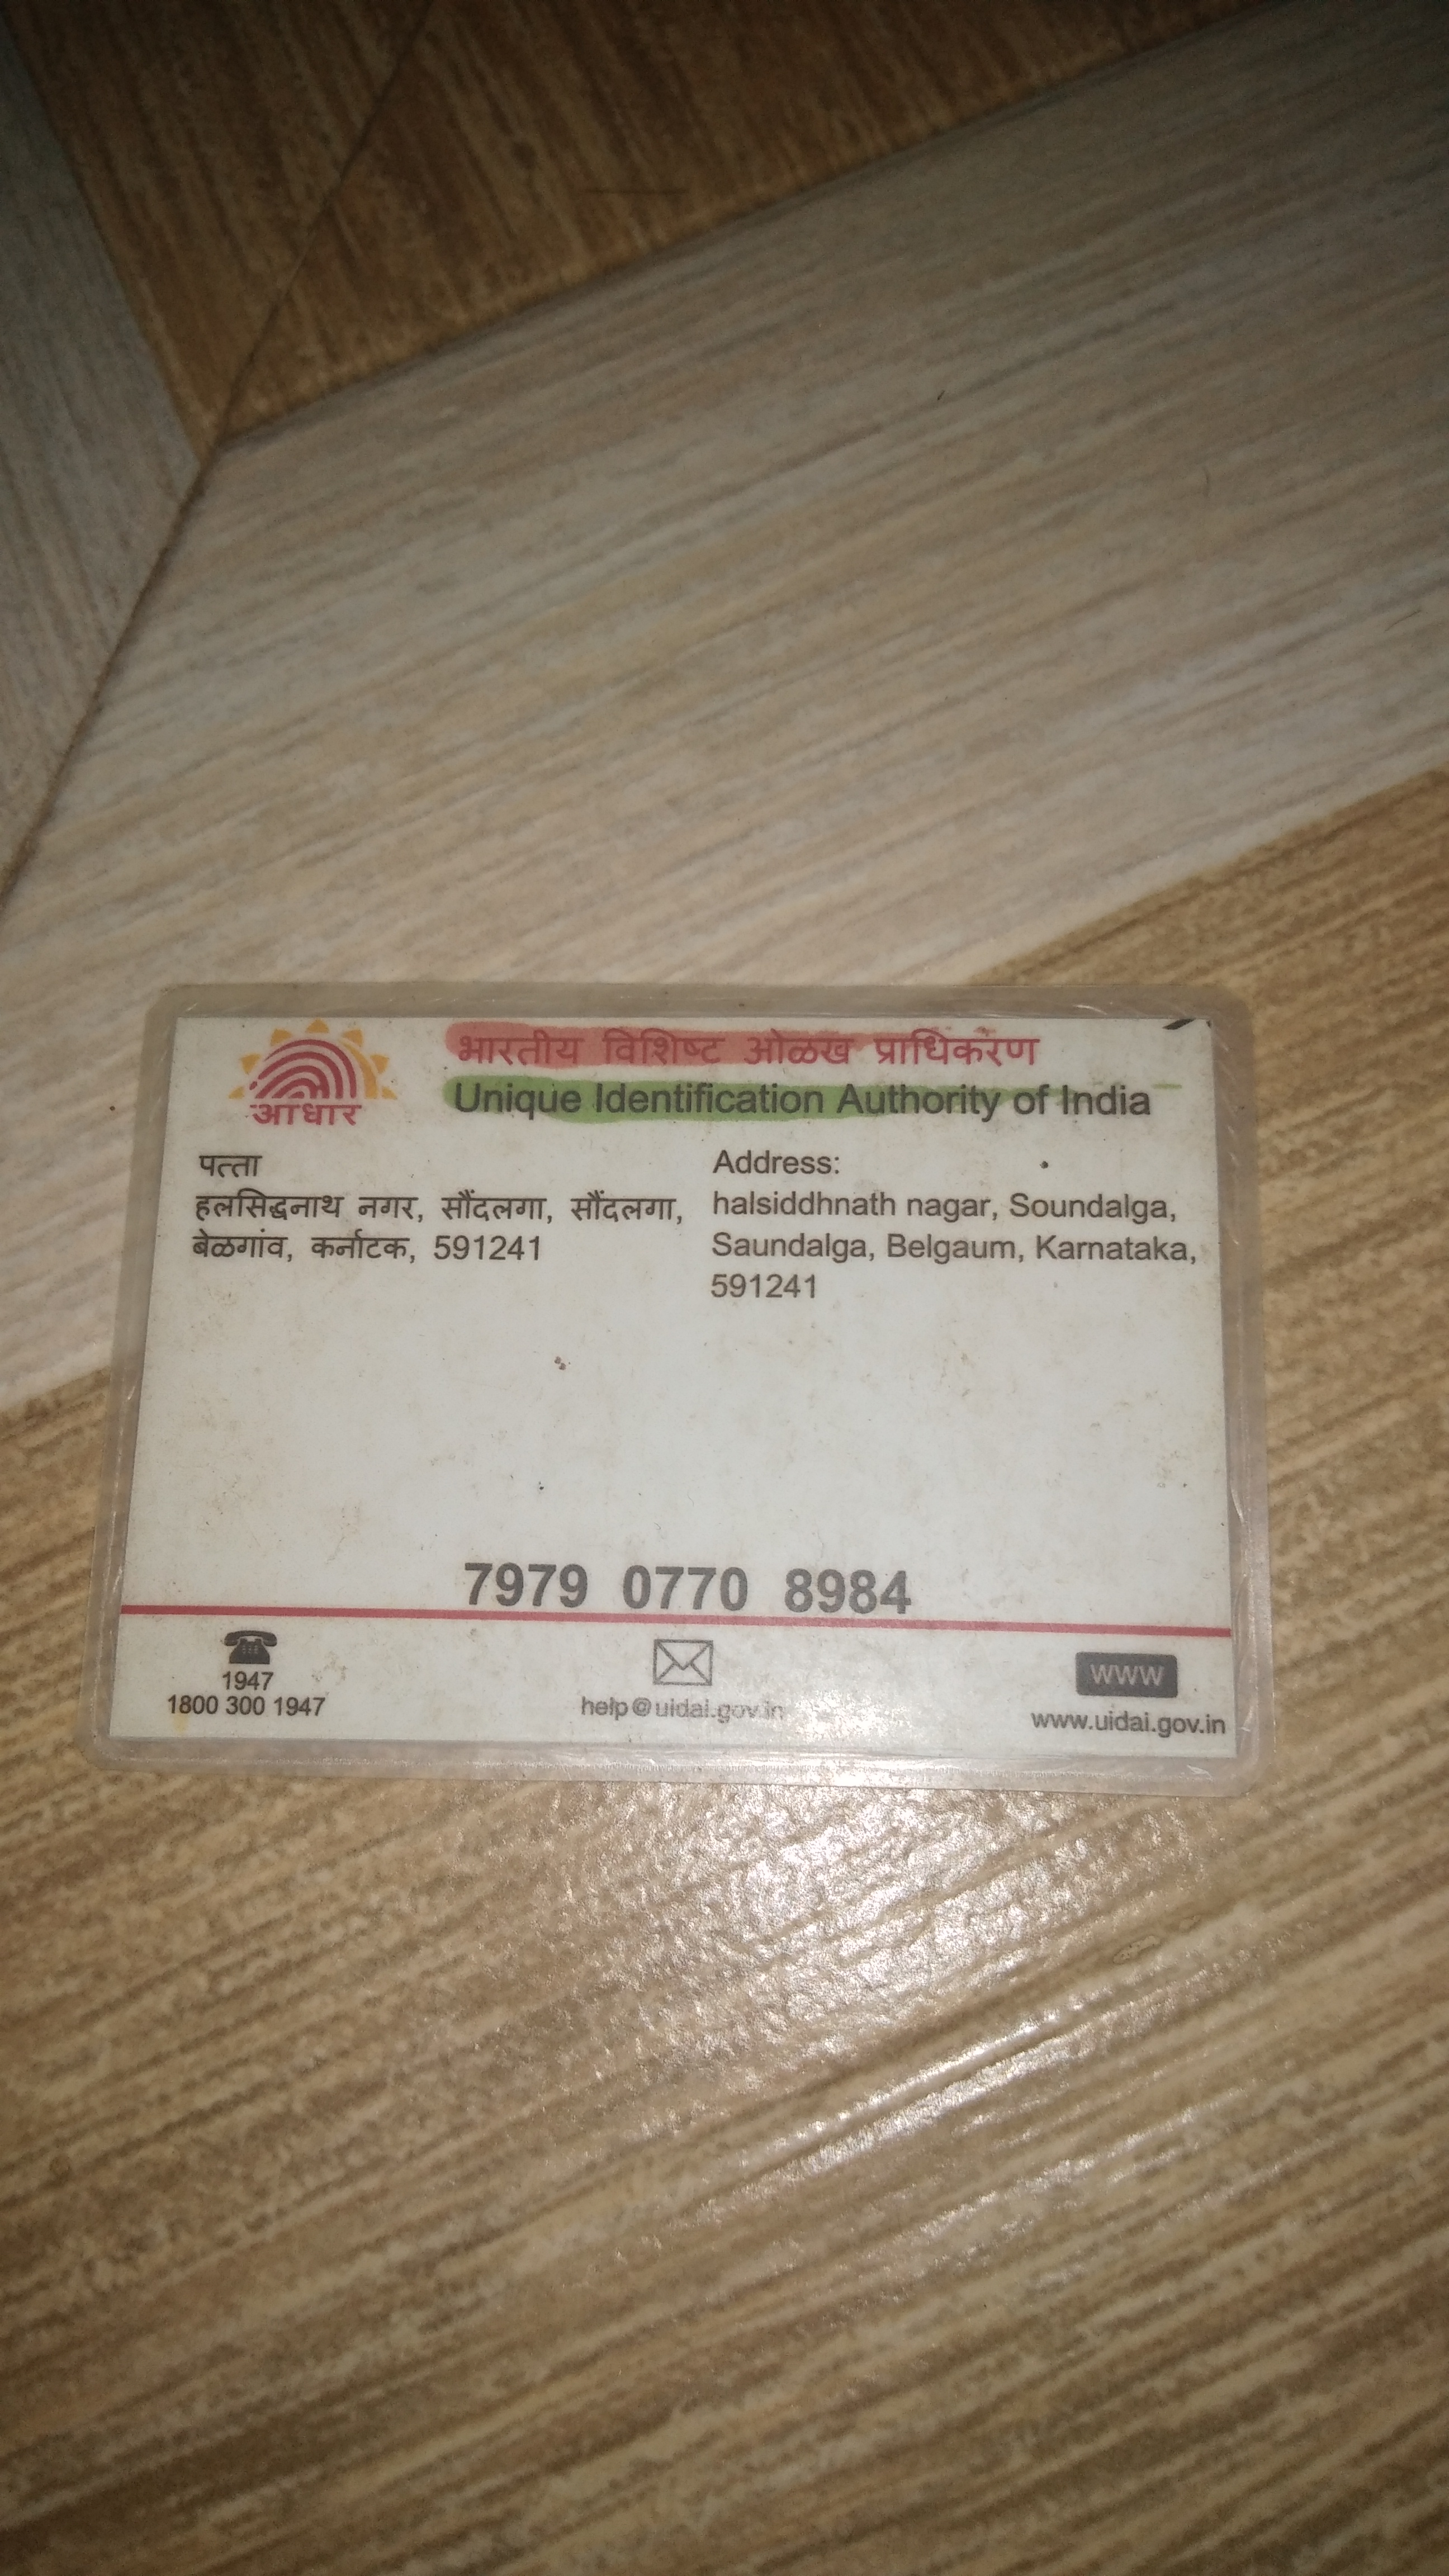 आधार
भारतीय विशिष्ट ओळख प्राधिकरण
Unique Identification Authority of India
पत्ता
हलसिद्धनाथ नगर, सौंदलगा, सौंदलगा,
बेळगांव, कर्नाटक, 591241
Address:
halsiddhnath nagar, Soundalga,
Saundalga, Belgaum, Karnataka,
591241
7979 0770 8984
1947
1800 300 1947
help@uidai.gov.in
www
www.uidai.gov.in